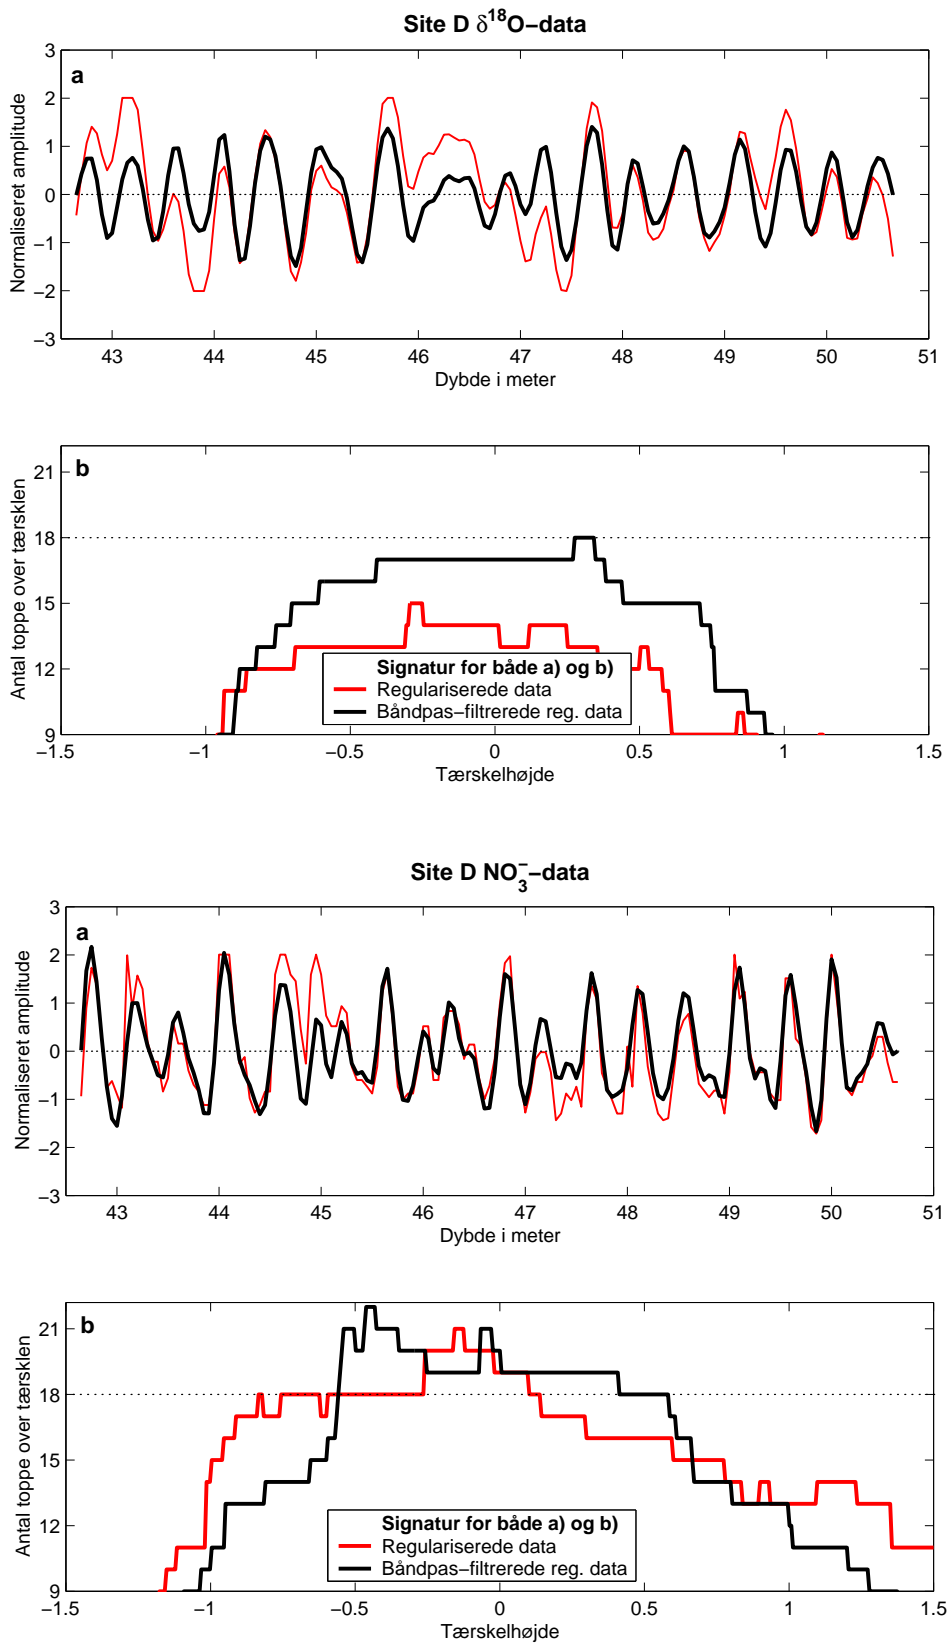 Site D δ¹⁸O−data
a
Normaliseret amplitude
3
2
1
0
−1
−2
−3
43 44 45 46 47 48 49 50 51
Dybde i meter
b
Antal toppe over tærsklen
21
18
15
12
9
Signatur for både a) og b)
Regulariserede data
Båndpas−filtrerede reg. data
−1.5 −1 −0.5 0 0.5 1 1.5
Tærskelhøjde
Site D NO₃⁻−data
a
Normaliseret amplitude
3
2
1
0
−1
−2
−3
43 44 45 46 47 48 49 50 51
Dybde i meter
b
Antal toppe over tærsklen
21
18
15
12
9
Signatur for både a) og b)
Regulariserede data
Båndpas−filtrerede reg. data
−1.5 −1 −0.5 0 0.5 1 1.5
Tærskelhøjde